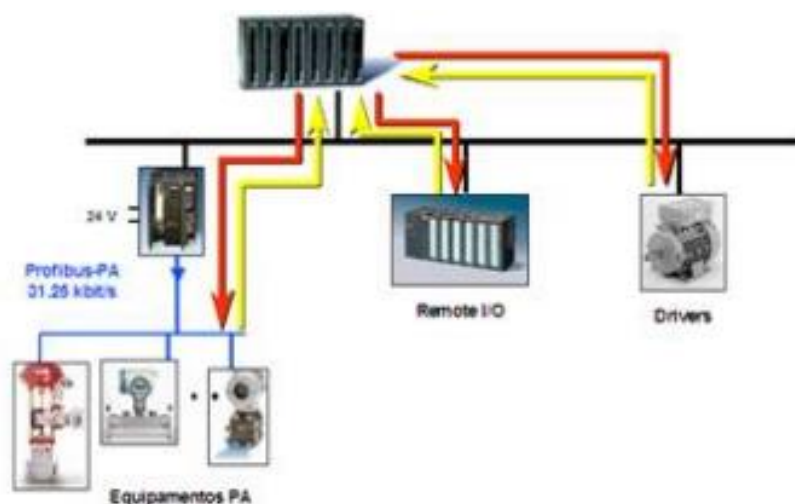 24 V
Profibus-PA
31.25 kbit/s
Remote I/O
Drivers
Equipamentos PA